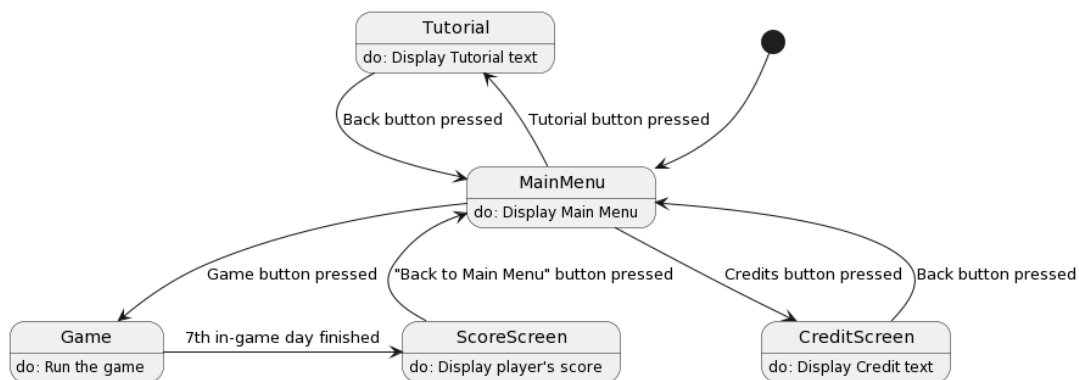 Tutorial
do: Display Tutorial text
Back button pressed
Tutorial button pressed
MainMenu
do: Display Main Menu
Game button pressed
"Back to Main Menu" button pressed
Credits button pressed
Back button pressed
Game
do: Run the game
7th in-game day finished
ScoreScreen
do: Display player's score
CreditScreen
do: Display Credit text